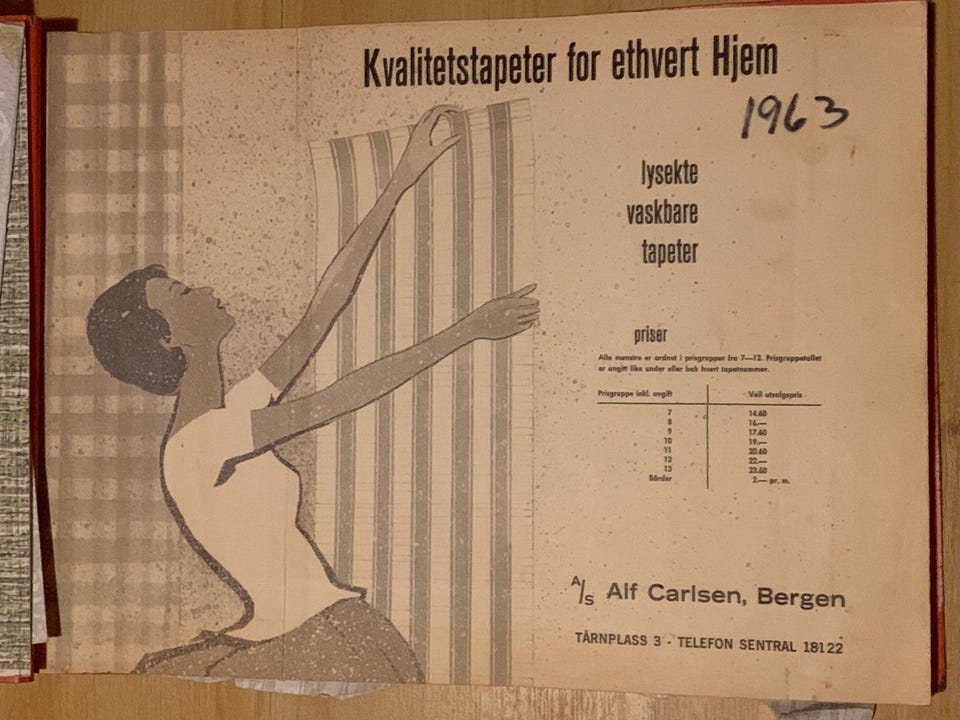 Kvalitetstapeter for ethvert Hjem
1963
lysekte
vaskbare
tapeter
priser
Alle mønstre er ordnet i prisgrupper fra 7—13. Prisgruppetallet
er angitt like under eller bak hvert tapetnummer.
Prisgruppe inkl. avgift Veil utsalgspris
7 14.60
8 16.—
9 17.60
10 19.—
11 20.60
12 22.—
13 23.60
Bårder 2.— pr. m.
A/S Alf Carlsen, Bergen
TÅRNPLASS 3 - TELEFON SENTRAL 18122